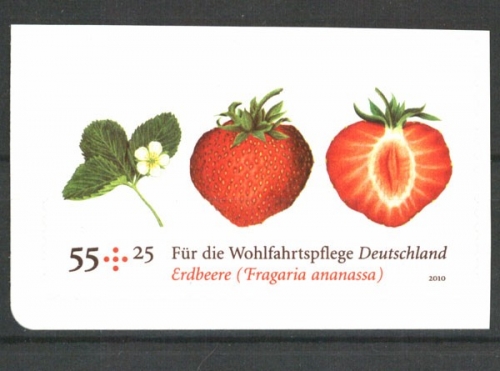 55+25 Für die Wohlfahrtspflege Deutschland
Erdbeere (Fragaria ananassa)
2010